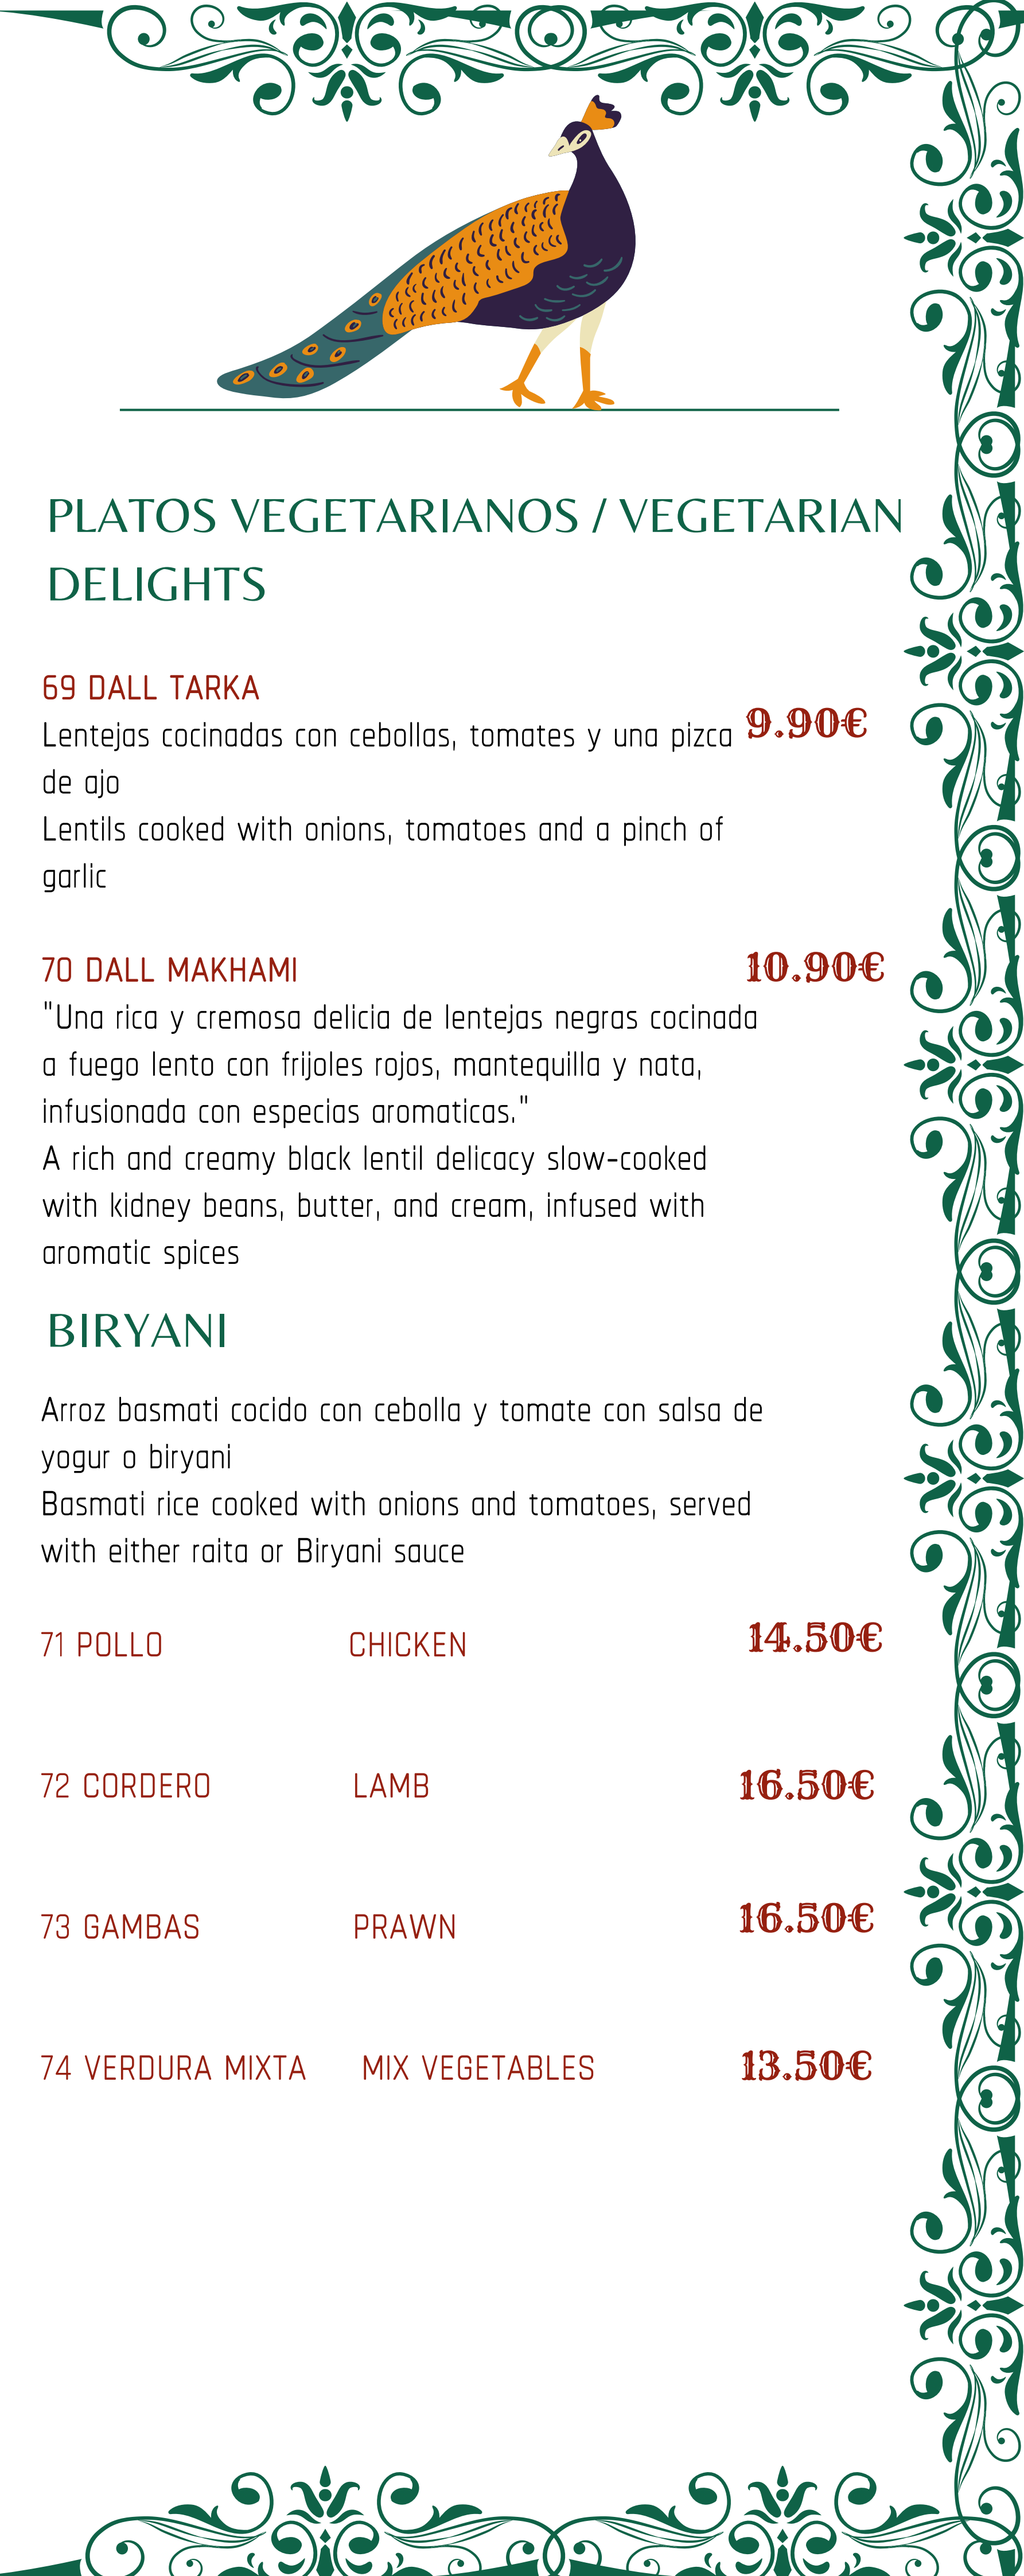 PLATOS VEGETARIANOS / VEGETARIAN
DELIGHTS
69 DALL TARKA
9.90€
Lentejas cocinadas con cebollas, tomates y una pizca
de ajo
Lentils cooked with onions, tomatoes and a pinch of
garlic
70 DALL MAKHAMI 10.90€
"Una rica y cremosa delicia de lentejas negras cocinada
a fuego lento con frijoles rojos, mantequilla y nata,
infusionada con especias aromaticas."
A rich and creamy black lentil delicacy slow-cooked
with kidney beans, butter, and cream, infused with
aromatic spices
BIRYANI
Arroz basmati cocido con cebolla y tomate con salsa de
yogur o biryani
Basmati rice cooked with onions and tomatoes, served
with either raita or Biryani sauce
71 POLLO CHICKEN 14.50€
72 CORDERO LAMB 16.50€
73 GAMBAS PRAWN 16.50€
74 VERDURA MIXTA MIX VEGETABLES 13.50€